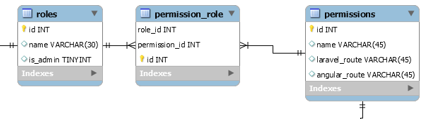 roles
id INT
name VARCHAR(30)
is_admin TINYINT
Indexes
permission_role
role_id INT
permission_id INT
id INT
Indexes
permissions
id INT
name VARCHAR(45)
laravel_route VARCHAR(45)
angular_route VARCHAR(45)
Indexes